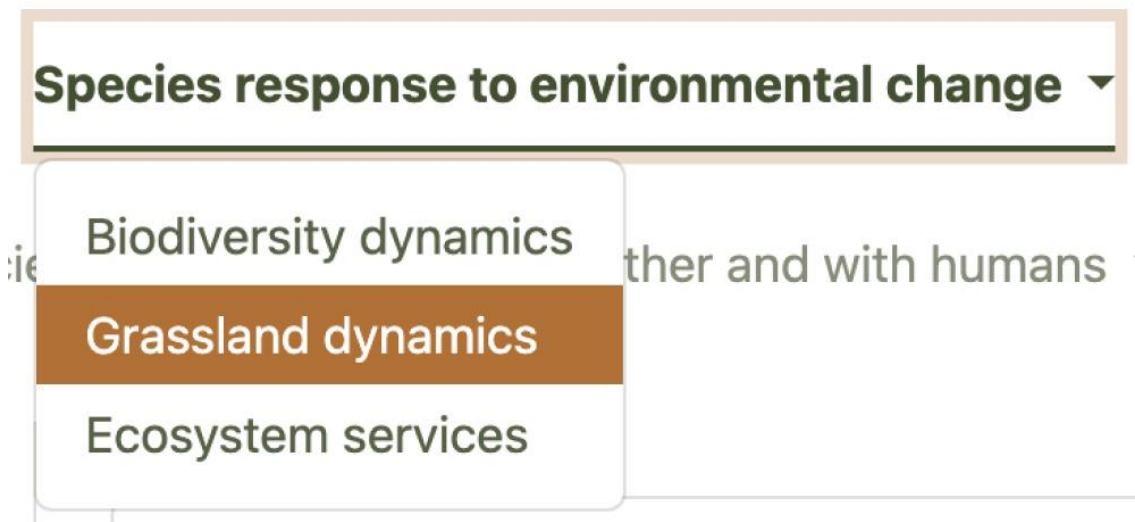 Species response to environmental change
Biodiversity dynamics
ther and with humans
Grassland dynamics
Ecosystem services